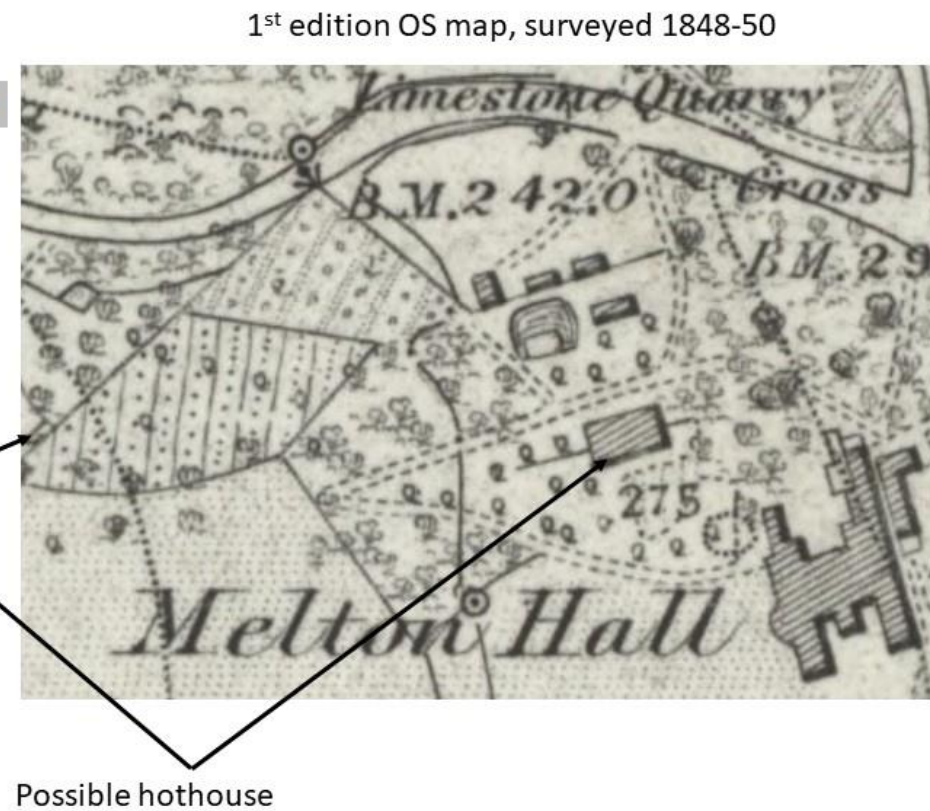 1st edition OS map, surveyed 1848-50
Limestone Quarry
B.M.242.0
Cross
B.M. 29
275
Melton Hall
Possible hothouse